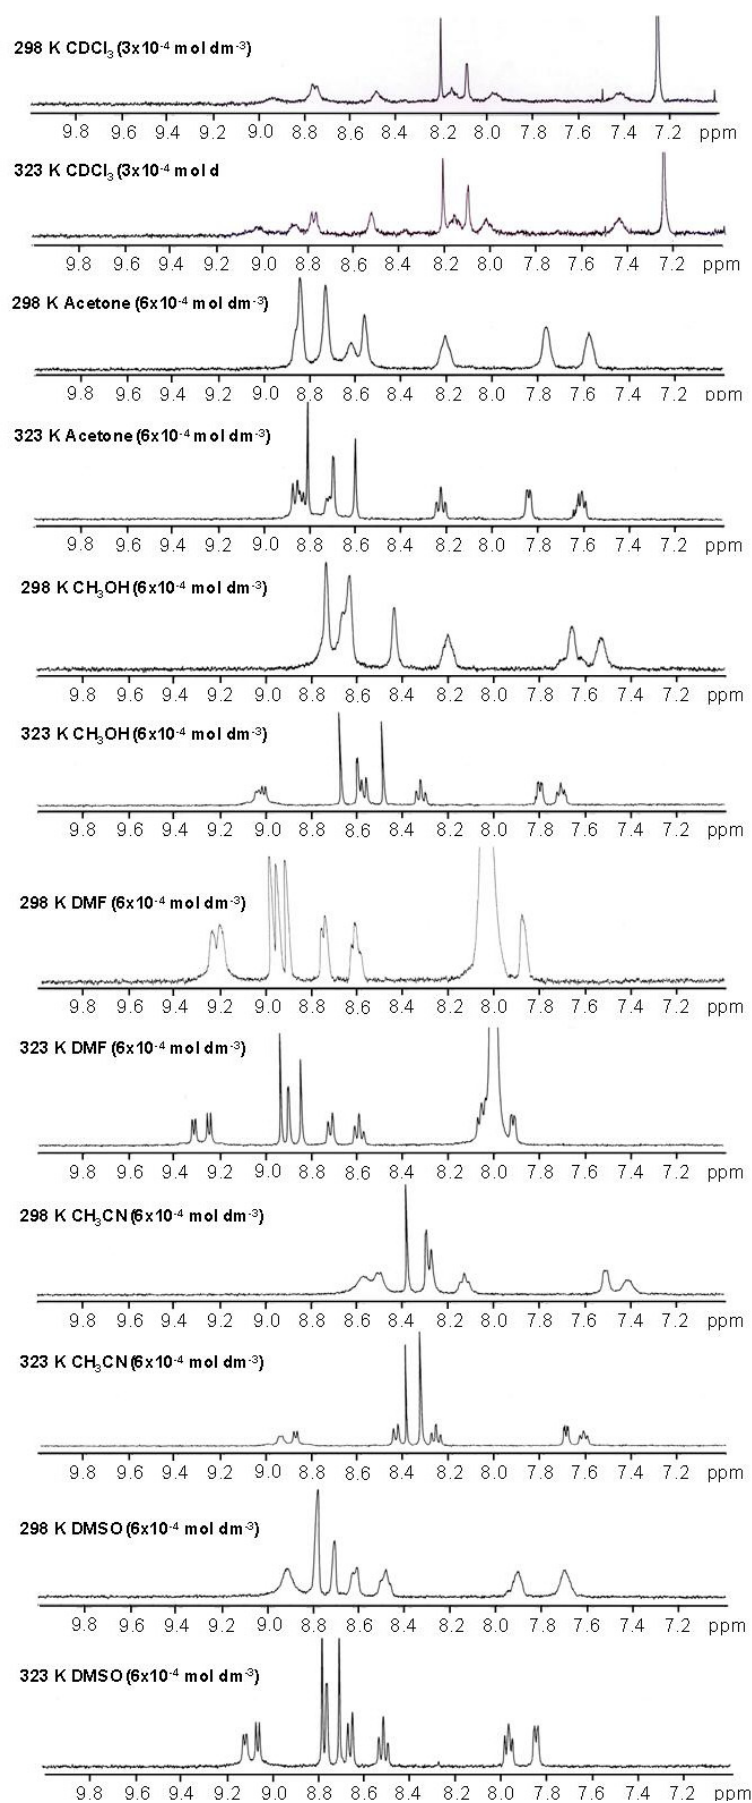 298 K CDCl3 (3x10-4 mol dm-3)
9.8 9.6 9.4 9.2 9.0 8.8 8.6 8.4 8.2 8.0 7.8 7.6 7.4 7.2 ppm
323 K CDCl3 (3x10-4 mol d
9.8 9.6 9.4 9.2 9.0 8.8 8.6 8.4 8.2 8.0 7.8 7.6 7.4 7.2 ppm
298 K Acetone (6x10-4 mol dm-3)
9.8 9.6 9.4 9.2 9.0 8.8 8.6 8.4 8.2 8.0 7.8 7.6 7.4 7.2 ppm
323 K Acetone (6x10-4 mol dm-3)
9.8 9.6 9.4 9.2 9.0 8.8 8.6 8.4 8.2 8.0 7.8 7.6 7.4 7.2 ppm
298 K CH3OH (6x10-4 mol dm-3)
9.8 9.6 9.4 9.2 9.0 8.8 8.6 8.4 8.2 8.0 7.8 7.6 7.4 7.2 ppm
323 K CH3OH (6x10-4 mol dm-3)
9.8 9.6 9.4 9.2 9.0 8.8 8.6 8.4 8.2 8.0 7.8 7.6 7.4 7.2 ppm
298 K DMF (6x10-4 mol dm-3)
9.8 9.6 9.4 9.2 9.0 8.8 8.6 8.4 8.2 8.0 7.8 7.6 7.4 7.2 ppm
323 K DMF (6x10-4 mol dm-3)
9.8 9.6 9.4 9.2 9.0 8.8 8.6 8.4 8.2 8.0 7.8 7.6 7.4 7.2 ppm
298 K CH3CN (6x10-4 mol dm-3)
9.8 9.6 9.4 9.2 9.0 8.8 8.6 8.4 8.2 8.0 7.8 7.6 7.4 7.2 ppm
323 K CH3CN (6x10-4 mol dm-3)
9.8 9.6 9.4 9.2 9.0 8.8 8.6 8.4 8.2 8.0 7.8 7.6 7.4 7.2 ppm
298 K DMSO (6x10-4 mol dm-3)
9.8 9.6 9.4 9.2 9.0 8.8 8.6 8.4 8.2 8.0 7.8 7.6 7.4 7.2 ppm
323 K DMSO (6x10-4 mol dm-3)
9.8 9.6 9.4 9.2 9.0 8.8 8.6 8.4 8.2 8.0 7.8 7.6 7.4 7.2 ppm